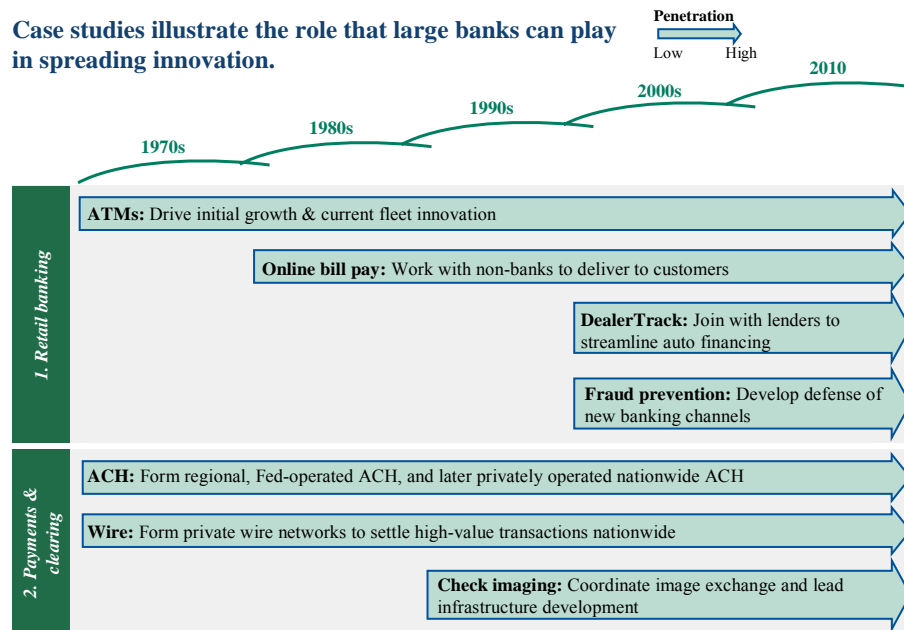 Case studies illustrate the role that large banks can play
in spreading innovation.
Penetration
Low High
1970s
1980s
1990s
2000s
2010
1. Retail banking
ATMs: Drive initial growth & current fleet innovation
Online bill pay: Work with non-banks to deliver to customers
DealerTrack: Join with lenders to
streamline auto financing
Fraud prevention: Develop defense of
new banking channels
2. Payments &
clearing
ACH: Form regional, Fed-operated ACH, and later privately operated nationwide ACH
Wire: Form private wire networks to settle high-value transactions nationwide
Check imaging: Coordinate image exchange and lead
infrastructure development